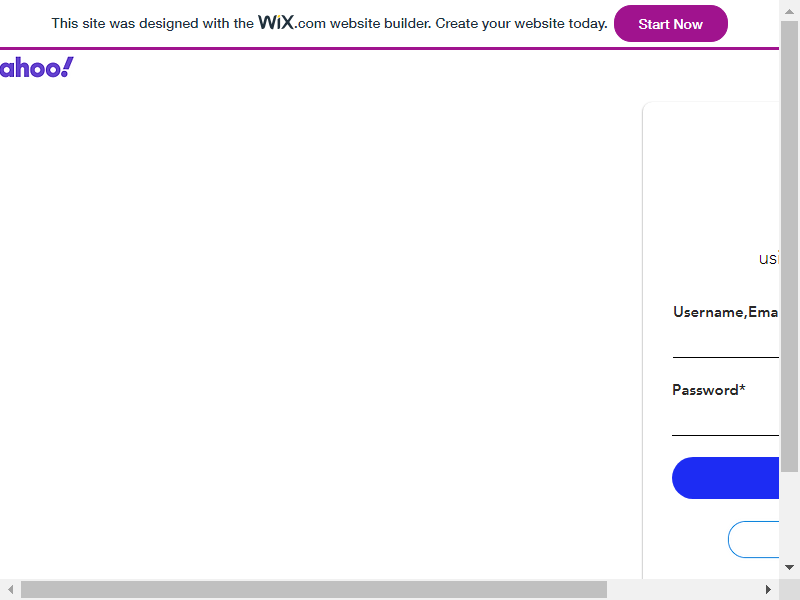 This site was designed with the WiX.com website builder. Create your website today. Start Now
ahoo!
Username,Ema
Password*